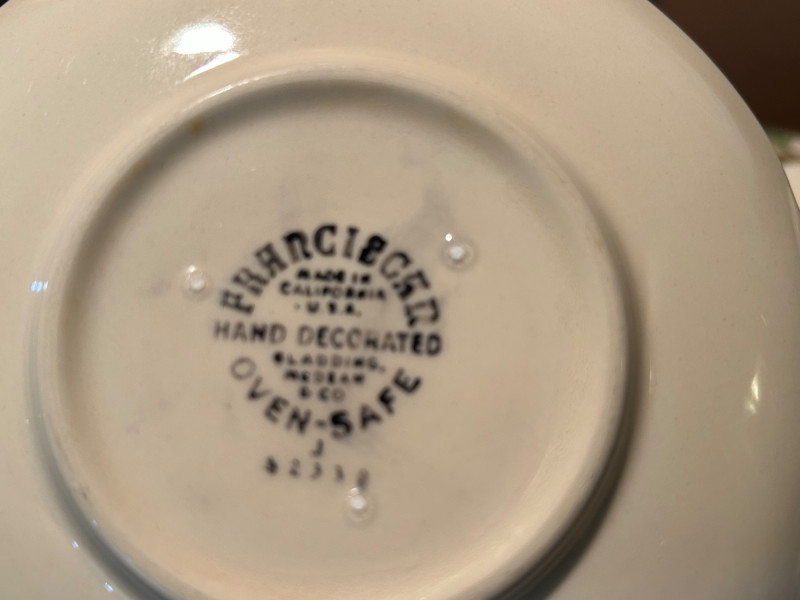 FRANCISCAN
MADE IN
CALIFORNIA
U.S.A.
HAND DECORATED
GLADDING,
McBEAN
& CO
OVEN-SAFE